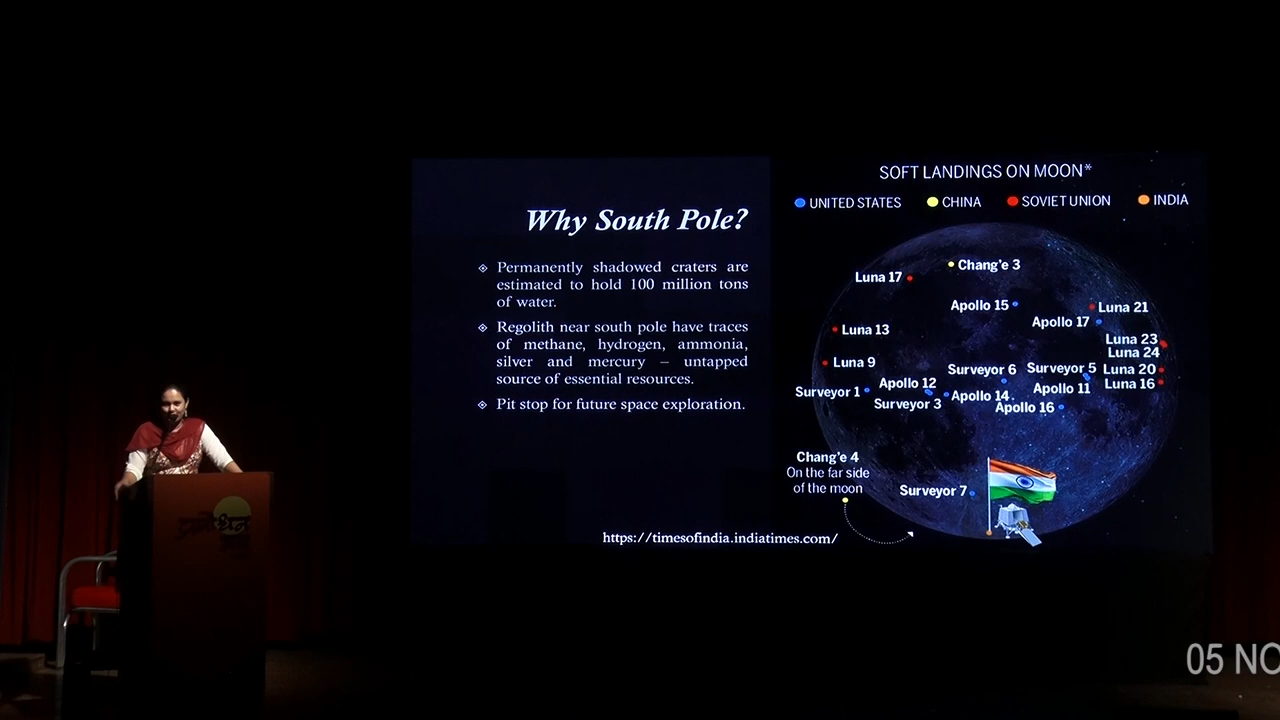 Why South Pole?
Permanently shadowed craters are
estimated to hold 100 million tons
of water.
Regolith near south pole have traces
of methane, hydrogen, ammonia,
silver and mercury – untapped
source of essential resources.
Pit stop for future space exploration.
https://timesofindia.indiatimes.com/
SOFT LANDINGS ON MOON*
UNITED STATES CHINA SOVIET UNION INDIA
Chang'e 3
Luna 17
Apollo 15
Luna 21
Apollo 17
Luna 13
Luna 23
Luna 24
Luna 9
Surveyor 6
Surveyor 5
Luna 20
Luna 16
Surveyor 1
Apollo 12
Apollo 14
Apollo 11
Surveyor 3
Apollo 16
Chang'e 4
On the far side
of the moon
Surveyor 7
प्रबोधन
05 NO